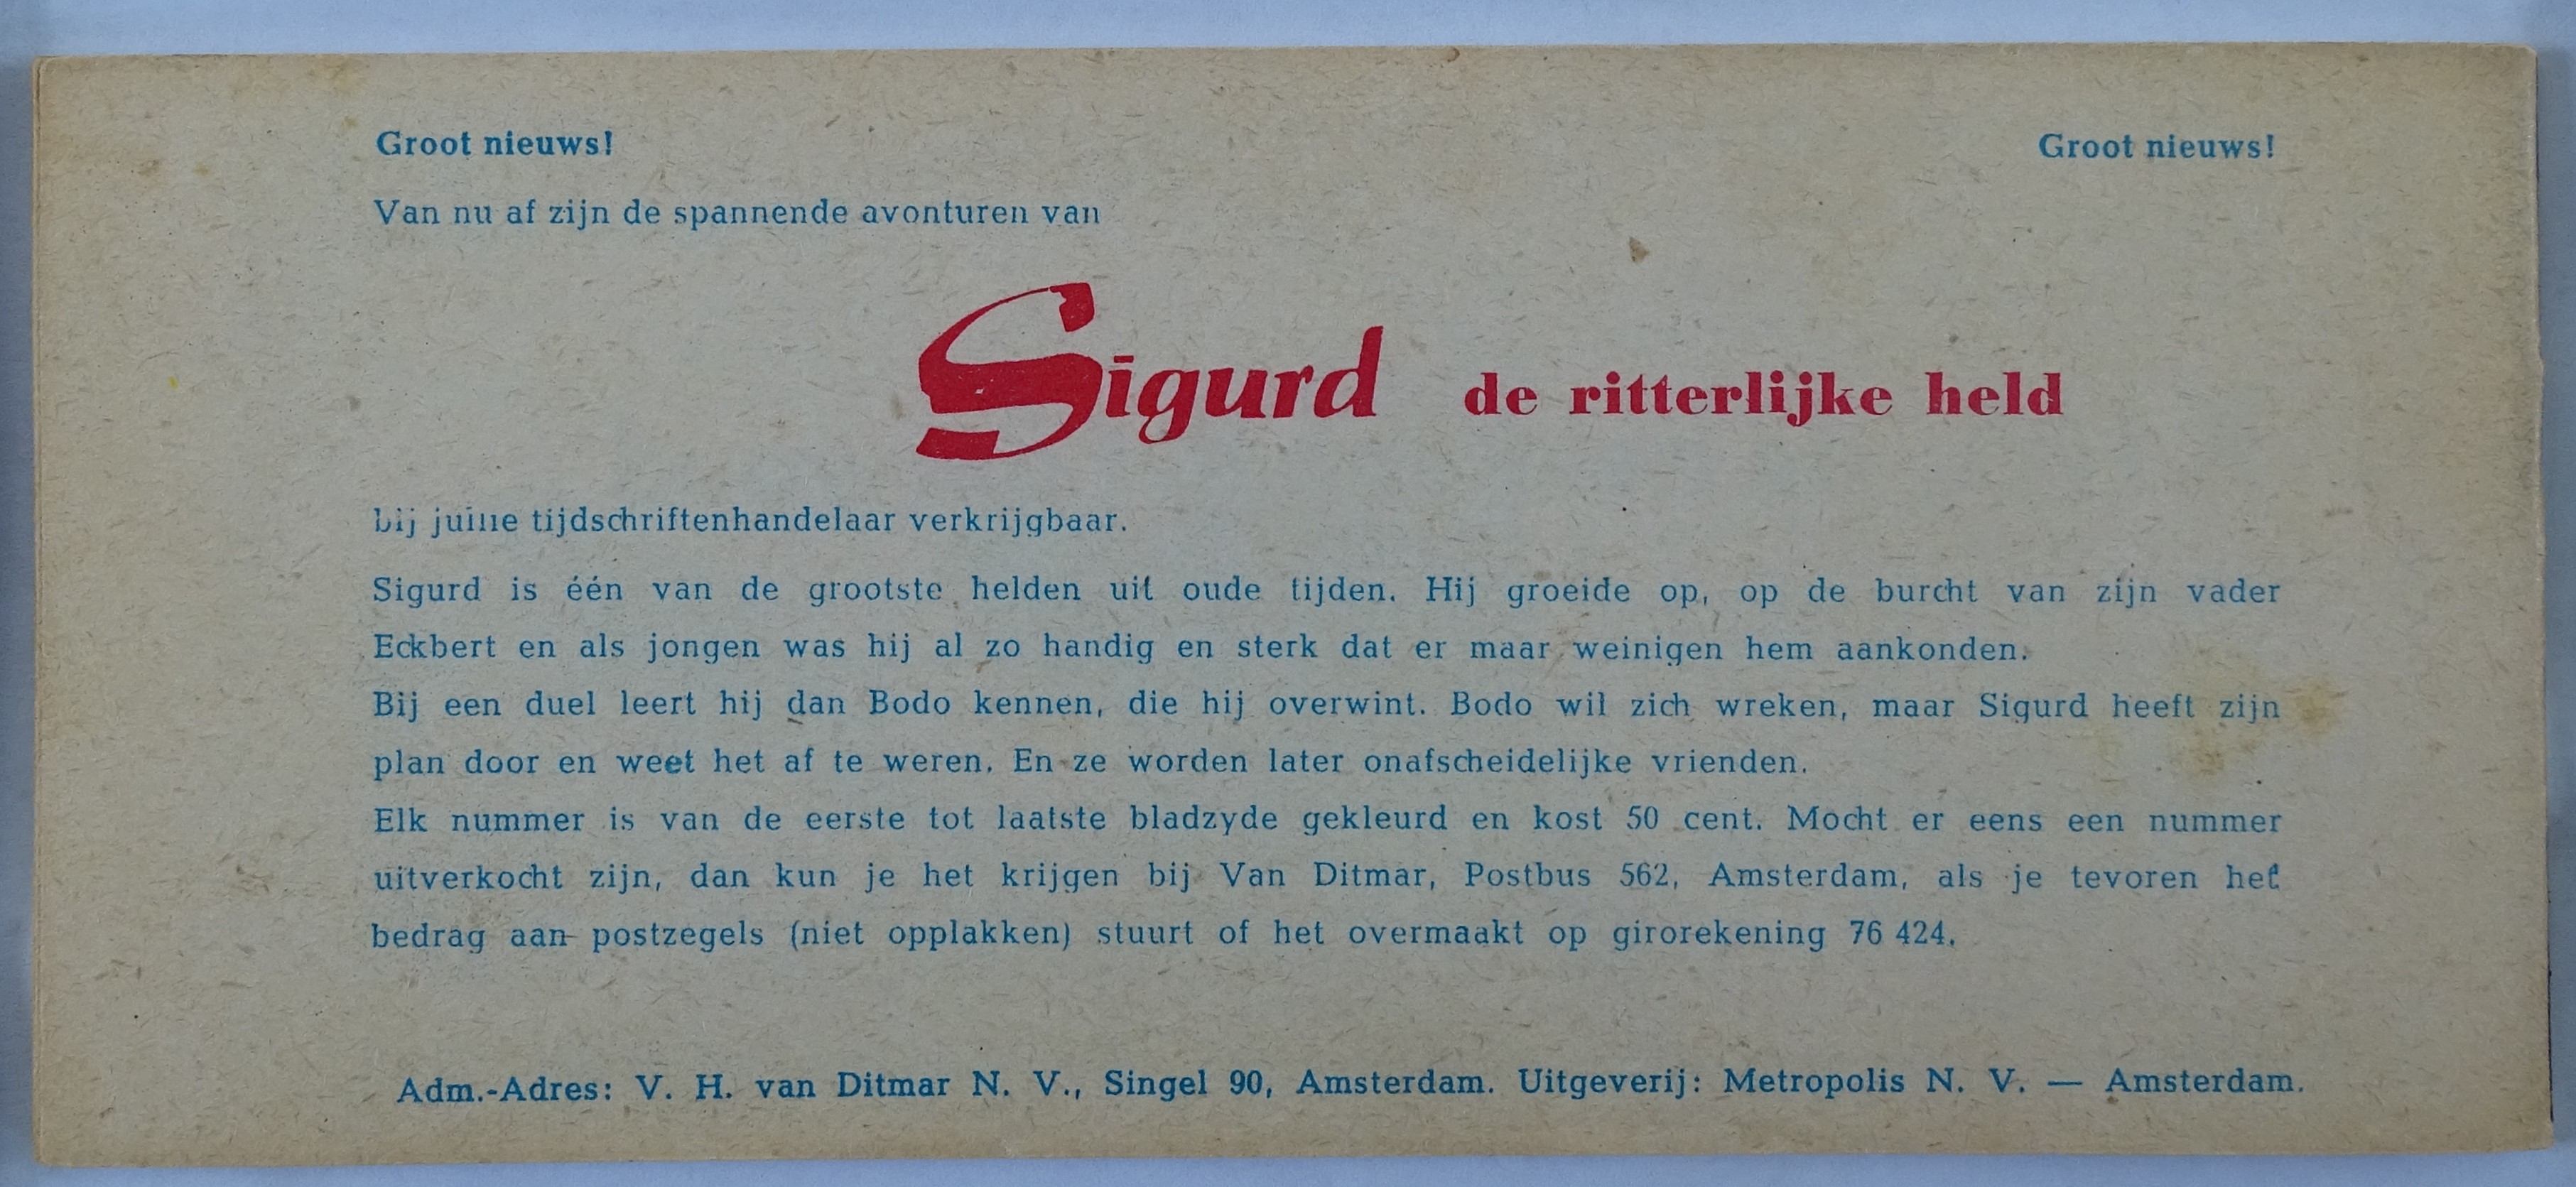 Groot nieuws! Groot nieuws!
Van nu af zijn de spannende avonturen van
Sigurd de ritterlijke held
bij tijdschriftenhandelaar verkrijgbaar.
Sigurd is één van de grootste helden uit oude tijden. Hij groeide op, op de burcht van zijn vader
Eckbert en als jongen was hij al zo handig en sterk dat er maar weinigen hem aankonden.
Bij een duel leert hij dan Bodo kennen, die hij overwint. Bodo wil zich wreken, maar Sigurd heeft zijn
plan door en weet het af te weren. En ze worden later onafscheidelijke vrienden.
Elk nummer is van de eerste tot laatste bladzyde gekleurd en kost 50 cent. Mocht er eens een nummer
uitverkocht zijn, dan kun je het krijgen bij Van Ditmar, Postbus 562, Amsterdam, als je tevoren het
bedrag aan postzegels (niet opplakken) stuurt of het overmaakt op girorekening 76 424.
Adm.-Adres: V. H. van Ditmar N. V., Singel 90, Amsterdam. Uitgeverij: Metropolis N. V. — Amsterdam.